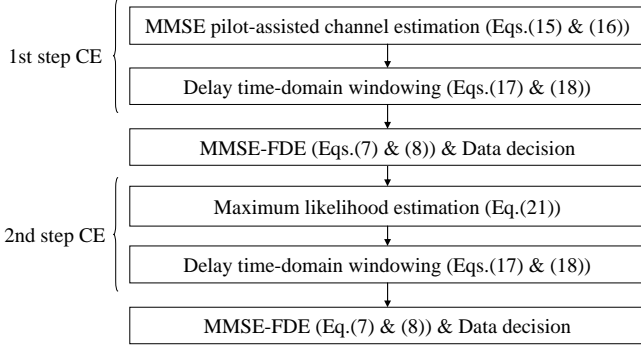 MMSE pilot-assisted channel estimation (Eqs.(15) & (16))
1st step CE
Delay time-domain windowing (Eqs.(17) & (18))
MMSE-FDE (Eqs.(7) & (8)) & Data decision
Maximum likelihood estimation (Eq.(21))
2nd step CE
Delay time-domain windowing (Eqs.(17) & (18))
MMSE-FDE (Eq.(7) & (8)) & Data decision